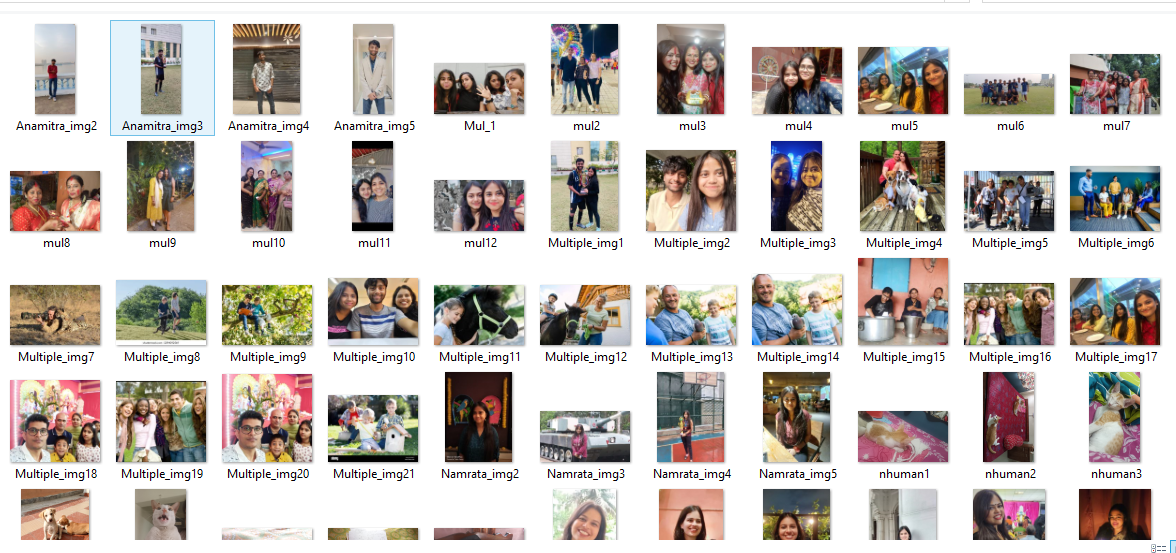 Anamitra_img2 Anamitra_img3 Anamitra_img4 Anamitra_img5 Mul_1 mul2 mul3 mul4 mul5 mul6 mul7
mul8 mul9 mul10 mul11 mul12 Multiple_img1 Multiple_img2 Multiple_img3 Multiple_img4 Multiple_img5 Multiple_img6
Multiple_img7 Multiple_img8 Multiple_img9 Multiple_img10 Multiple_img11 Multiple_img12 Multiple_img13 Multiple_img14 Multiple_img15 Multiple_img16 Multiple_img17
Multiple_img18 Multiple_img19 Multiple_img20 Multiple_img21 Namrata_img2 Namrata_img3 Namrata_img4 Namrata_img5 nhuman1 nhuman2 nhuman3